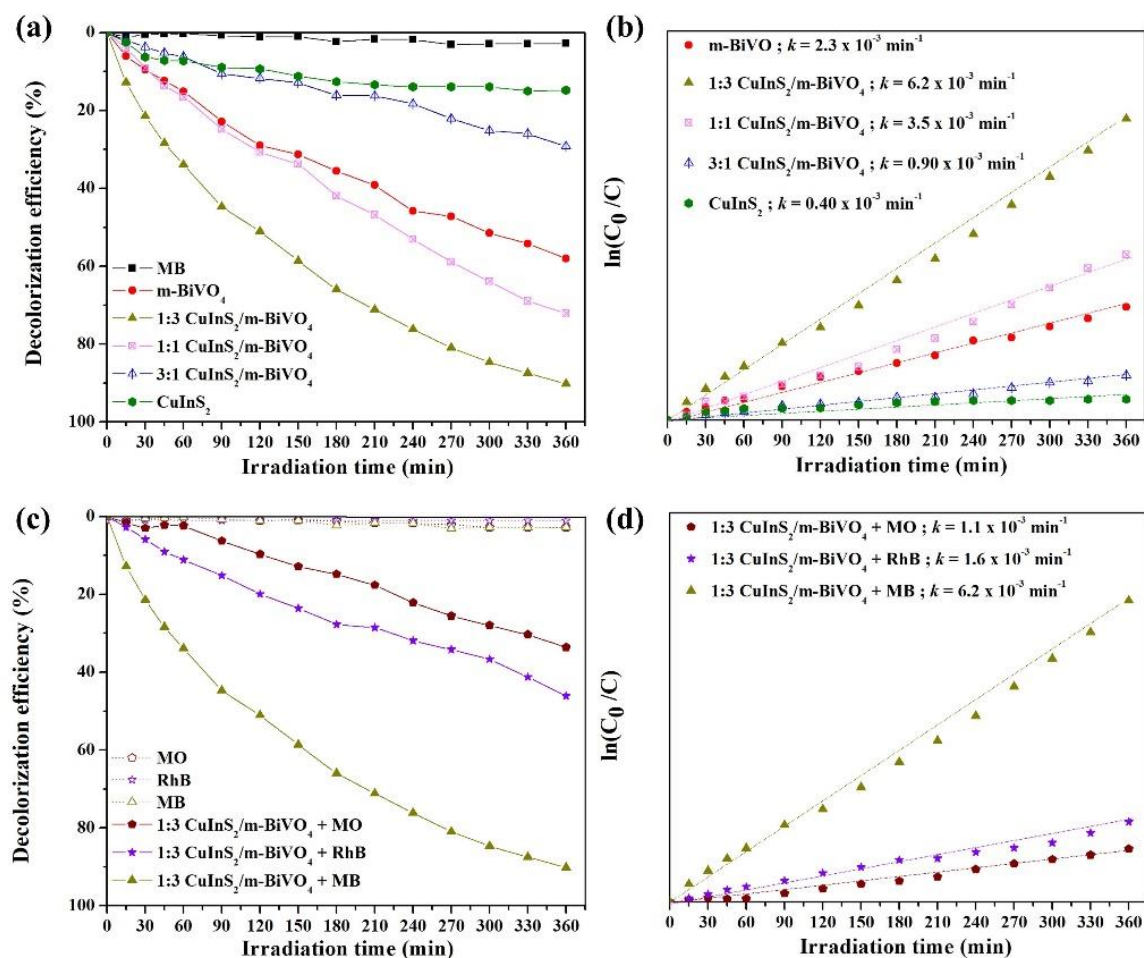 (a)
0
20
40
60
80
100
Decolorization efficiency (%)
MB
m-BiVO₄
1:3 CuInS₂/m-BiVO₄
1:1 CuInS₂/m-BiVO₄
3:1 CuInS₂/m-BiVO₄
CuInS₂
0 30 60 90 120 150 180 210 240 270 300 330 360
Irradiation time (min)
(b)
ln(C₀ /C)
m-BiVO ; k = 2.3 x 10⁻³ min⁻¹
1:3 CuInS₂/m-BiVO₄ ; k = 6.2 x 10⁻³ min⁻¹
1:1 CuInS₂/m-BiVO₄ ; k = 3.5 x 10⁻³ min⁻¹
3:1 CuInS₂/m-BiVO₄ ; k = 0.90 x 10⁻³ min⁻¹
CuInS₂ ; k = 0.40 x 10⁻³ min⁻¹
0 30 60 90 120 150 180 210 240 270 300 330 360
Irradiation time (min)
(c)
0
20
40
60
80
100
Decolorization efficiency (%)
MO
RhB
MB
1:3 CuInS₂/m-BiVO₄ + MO
1:3 CuInS₂/m-BiVO₄ + RhB
1:3 CuInS₂/m-BiVO₄ + MB
0 30 60 90 120 150 180 210 240 270 300 330 360
Irradiation time (min)
(d)
ln(C₀ /C)
1:3 CuInS₂/m-BiVO₄ + MO ; k = 1.1 x 10⁻³ min⁻¹
1:3 CuInS₂/m-BiVO₄ + RhB ; k = 1.6 x 10⁻³ min⁻¹
1:3 CuInS₂/m-BiVO₄ + MB ; k = 6.2 x 10⁻³ min⁻¹
0 30 60 90 120 150 180 210 240 270 300 330 360
Irradiation time (min)